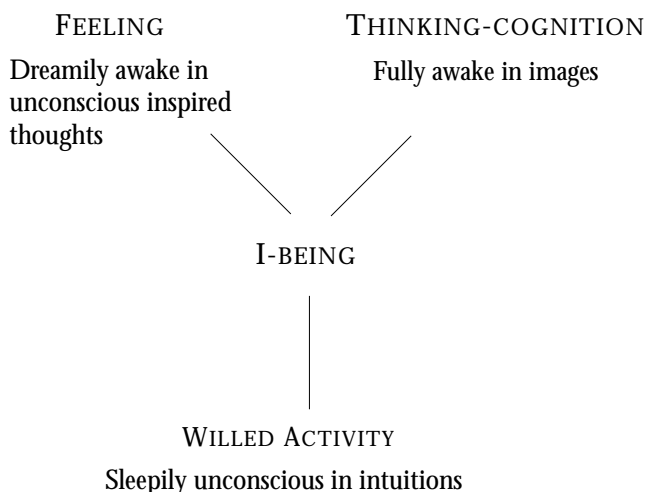 FEELING
Dreamily awake in
unconscious inspired
thoughts
THINKING-COGNITION
Fully awake in images
I-BEING
WILLED ACTIVITY
Sleepily unconscious in intuitions